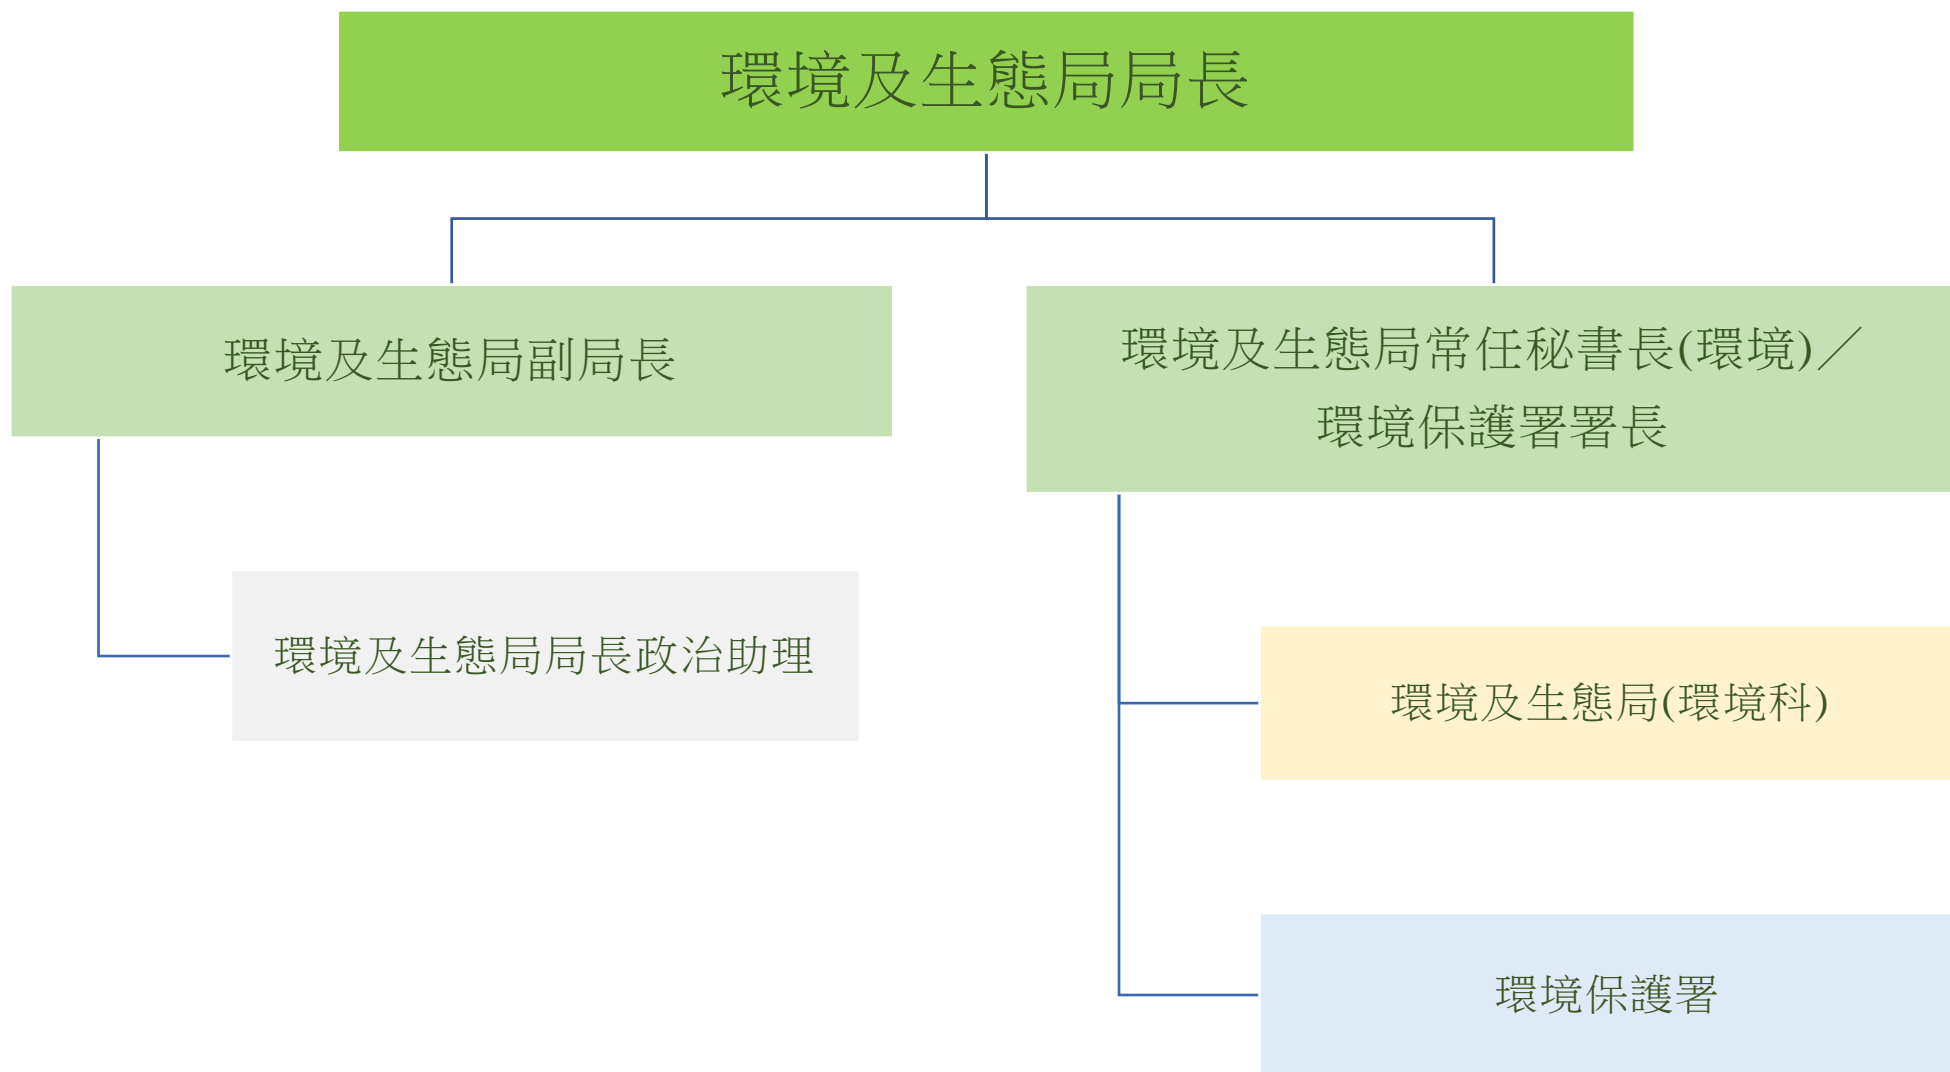 環境及生態局局長
環境及生態局副局長
環境及生態局常任秘書長(環境)／
環境保護署署長
環境及生態局局長政治助理
環境及生態局(環境科)
環境保護署